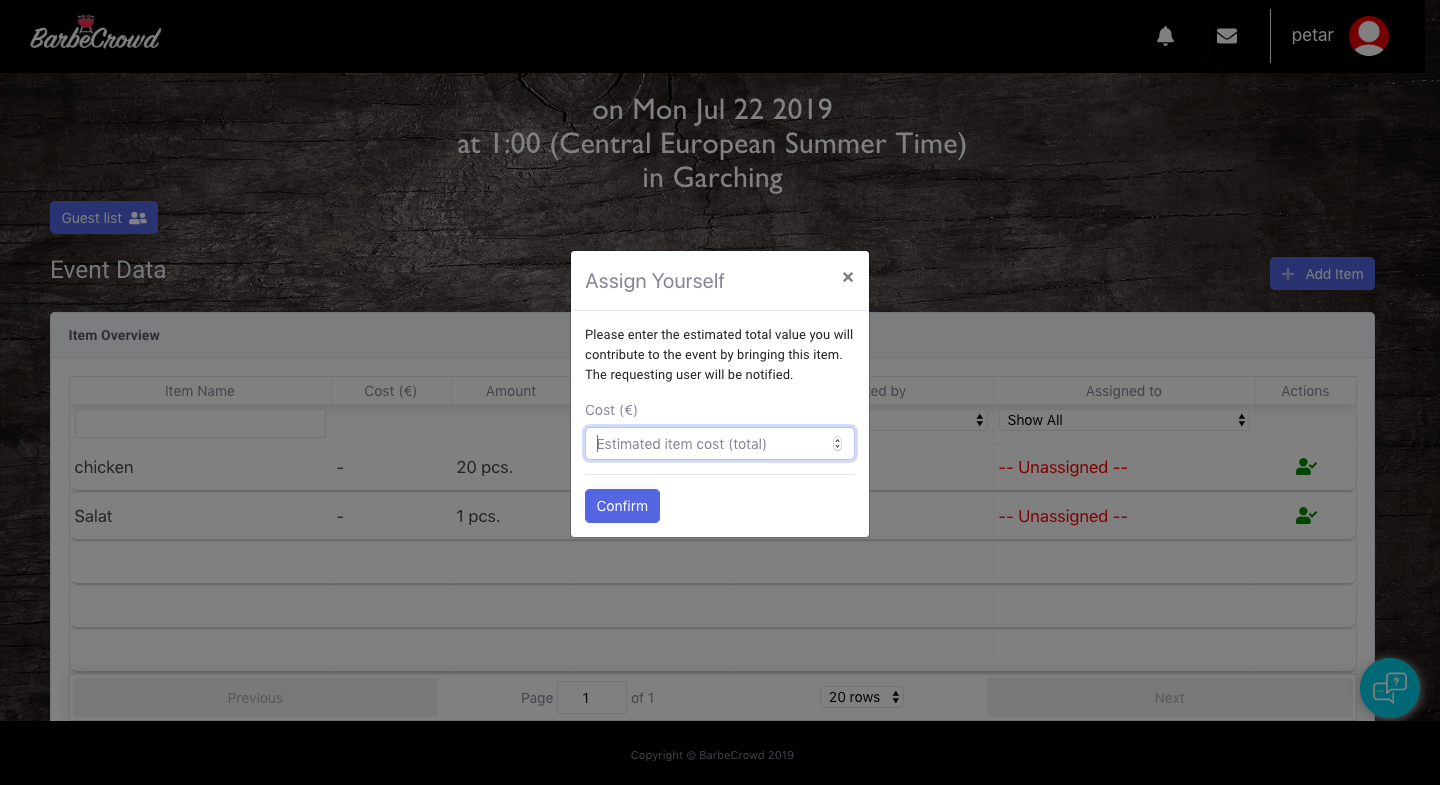 BarbeCrowd
petar
on Mon Jul 22 2019
at 1:00 (Central European Summer Time)
in Garching
Guest list
Event Data
Add Item
Assign Yourself ×
Please enter the estimated total value you will
contribute to the event by bringing this item.
The requesting user will be notified.
Cost (€)
Estimated item cost (total)
Confirm
Item Overview
Item Name Cost (€) Amount ed by Assigned to Actions
Show All
chicken - 20 pcs. -- Unassigned --
Salat - 1 pcs. -- Unassigned --
Previous Page 1 of 1 20 rows Next
Copyright © BarbeCrowd 2019